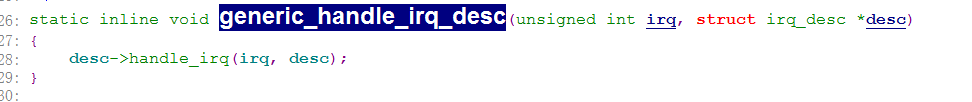 26: static inline void generic_handle_irq_desc(unsigned int irq, struct irq_desc *desc)
27: {
28:     desc->handle_irq(irq, desc);
29: }
30: